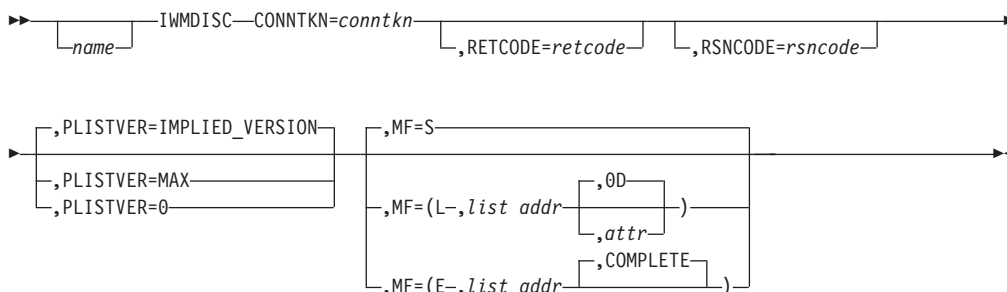 IWMDISC CONNTKN=conntkn
name ,RETCODE=retcode ,RSNCODE=rsncode
,PLISTVER=IMPLIED_VERSION ,MF=S
,PLISTVER=MAX ,0D
,PLISTVER=0 ,MF=(L ,list addr )
,attr
,COMPLETE
,MF=(E ,list addr )